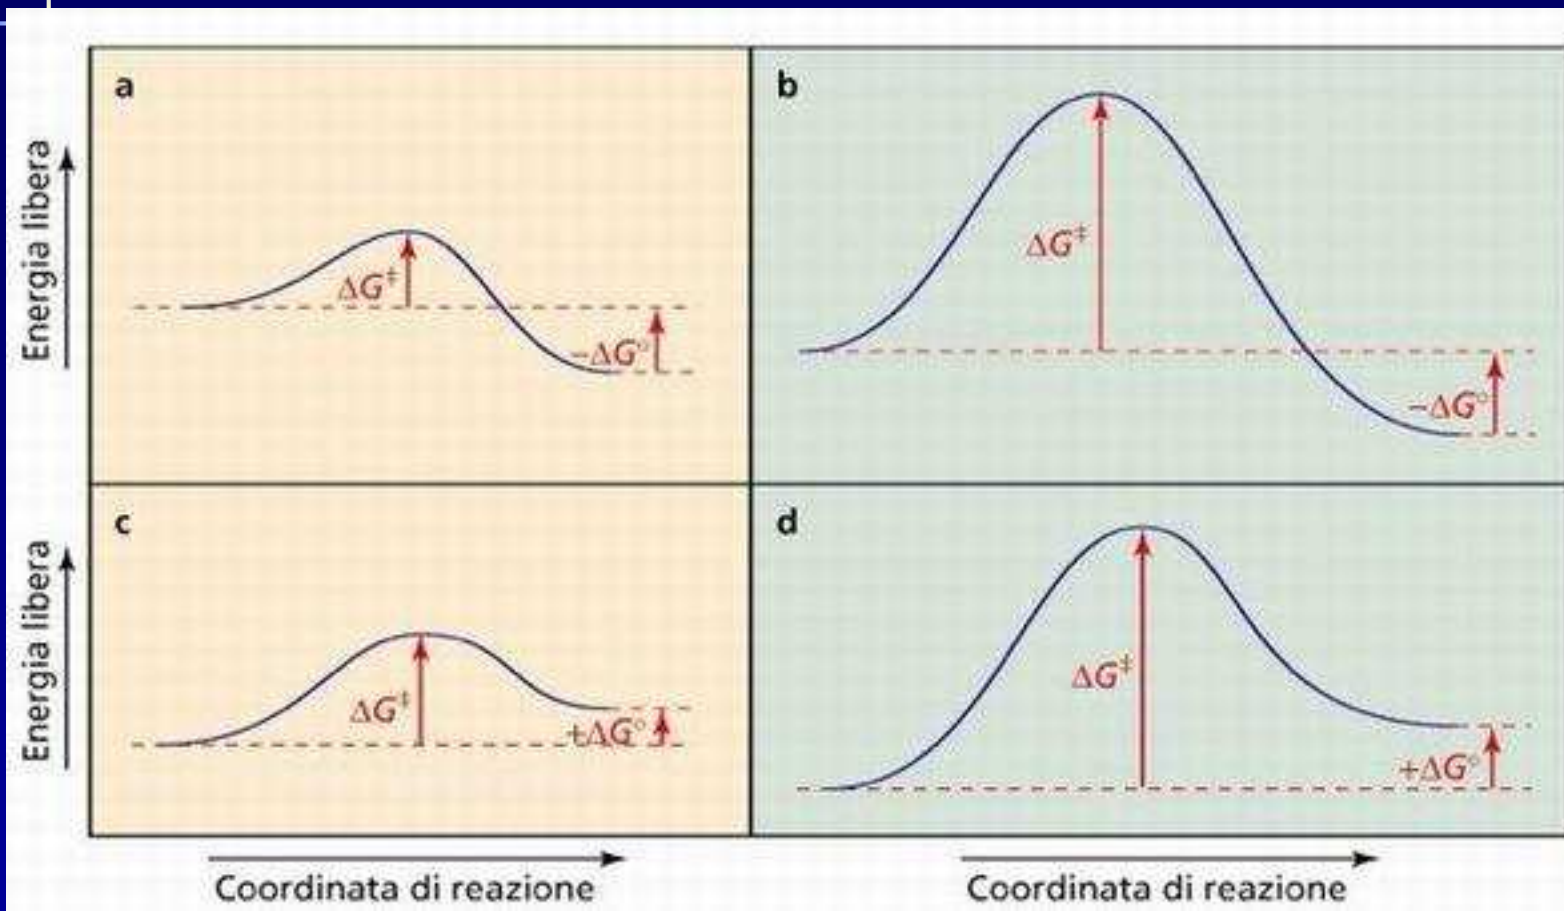 a
b
Energia libera
ΔG‡
−ΔG°
ΔG‡
−ΔG°
c
d
Energia libera
ΔG‡
+ΔG°
ΔG‡
+ΔG°
Coordinata di reazione
Coordinata di reazione